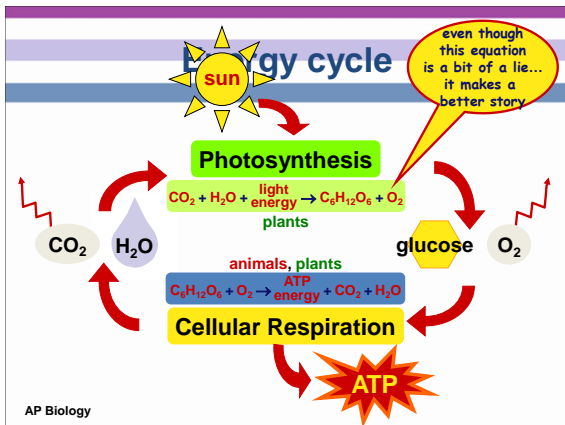 Energy cycle
sun
even though
this equation
is a bit of a lie...
it makes a
better story
Photosynthesis
CO₂ + H₂O + light energy → C₆H₁₂O₆ + O₂
plants
CO₂
H₂O
glucose
O₂
animals, plants
C₆H₁₂O₆ + O₂ → ATP energy + CO₂ + H₂O
Cellular Respiration
ATP
AP Biology